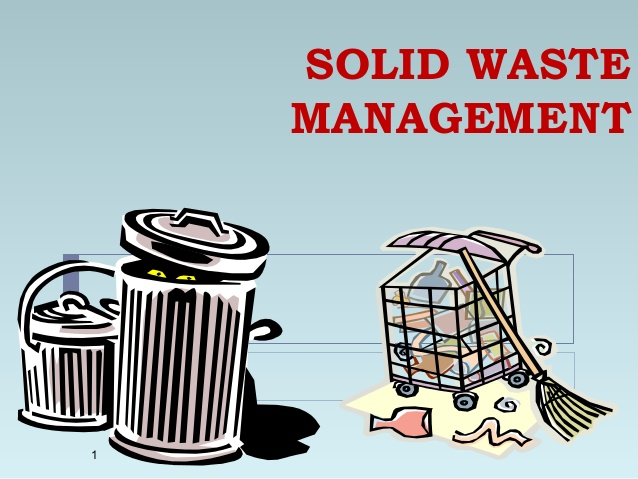 SOLID WASTE
MANAGEMENT
1